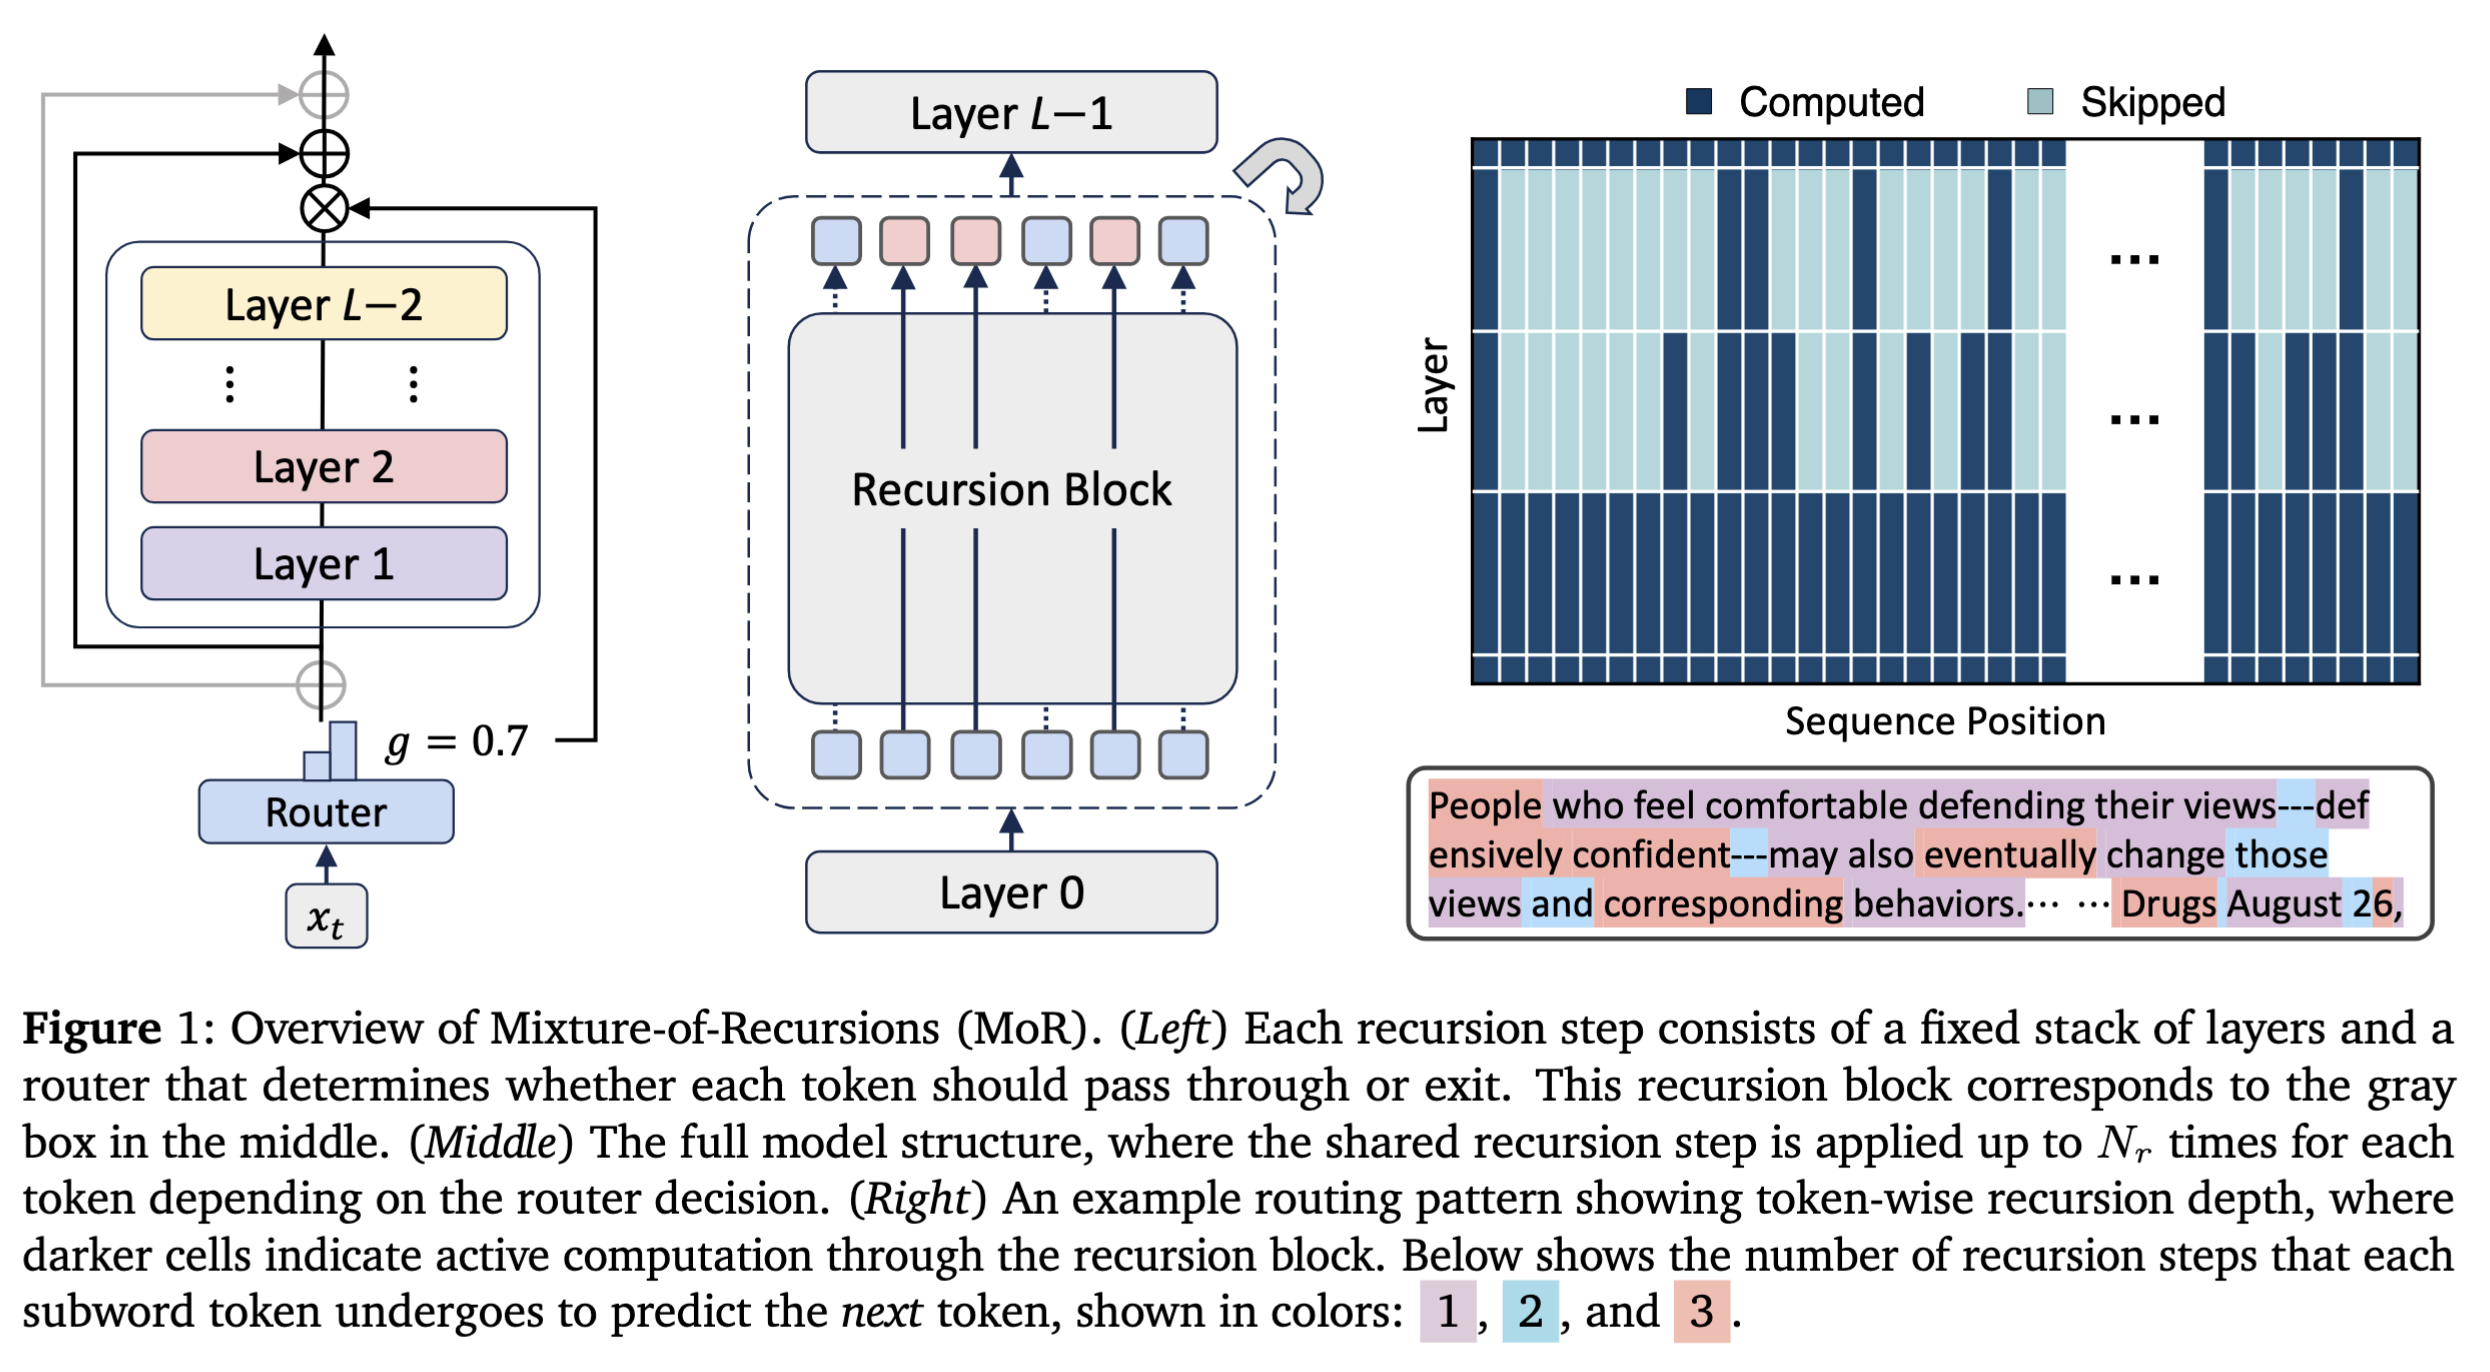 Layer L−2
Layer 2
Layer 1
g = 0.7
Router
x_t
Layer L−1
Recursion Block
Layer 0
Computed
Skipped
Layer
...
...
...
Sequence Position
People who feel comfortable defending their views---def
ensively confident---may also eventually change those
views and corresponding behaviors.⋯ ⋯ Drugs August 26,
Figure 1: Overview of Mixture-of-Recursions (MoR). (Left) Each recursion step consists of a fixed stack of layers and a
router that determines whether each token should pass through or exit. This recursion block corresponds to the gray
box in the middle. (Middle) The full model structure, where the shared recursion step is applied up to N_r times for each
token depending on the router decision. (Right) An example routing pattern showing token-wise recursion depth, where
darker cells indicate active computation through the recursion block. Below shows the number of recursion steps that each
subword token undergoes to predict the next token, shown in colors: 1 , 2 , and 3 .